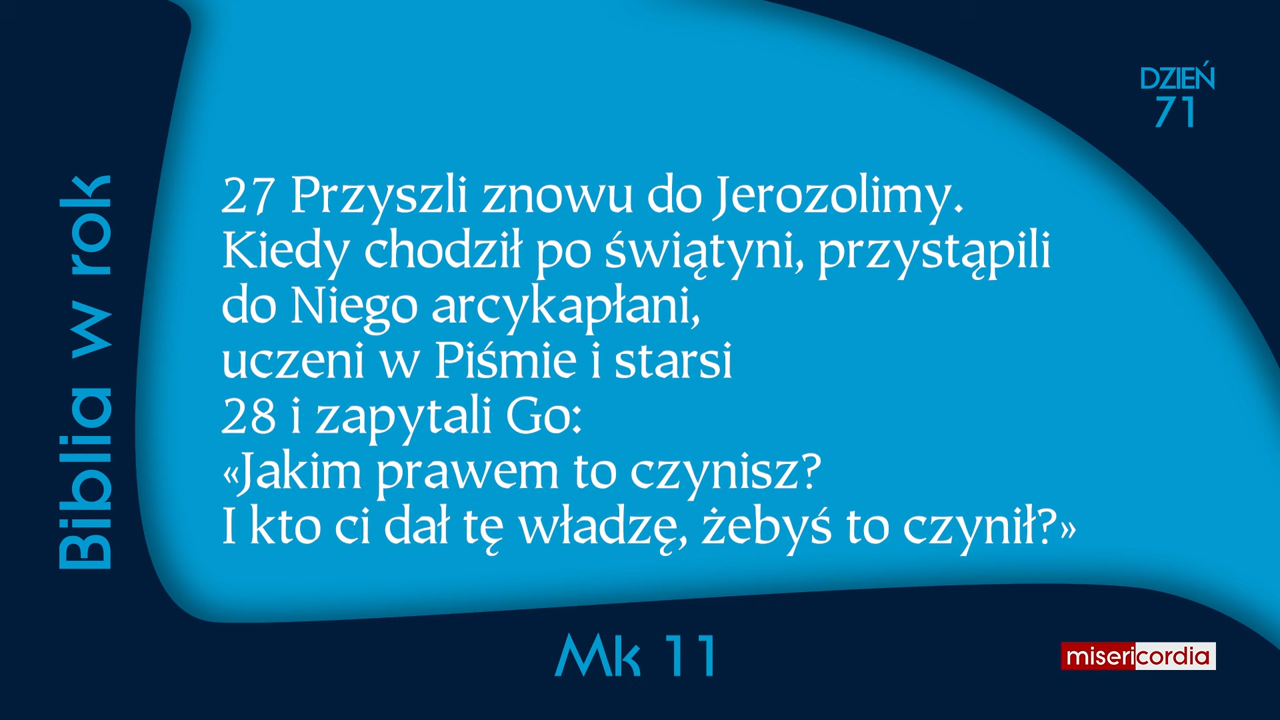 DZIEŃ
71
Biblia w rok
27 Przyszli znowu do Jerozolimy.
Kiedy chodził po świątyni, przystąpili
do Niego arcykapłani,
uczeni w Piśmie i starsi
28 i zapytali Go:
«Jakim prawem to czynisz?
I kto ci dał tę władzę, żebyś to czynił?»
Mk 11
misericordia